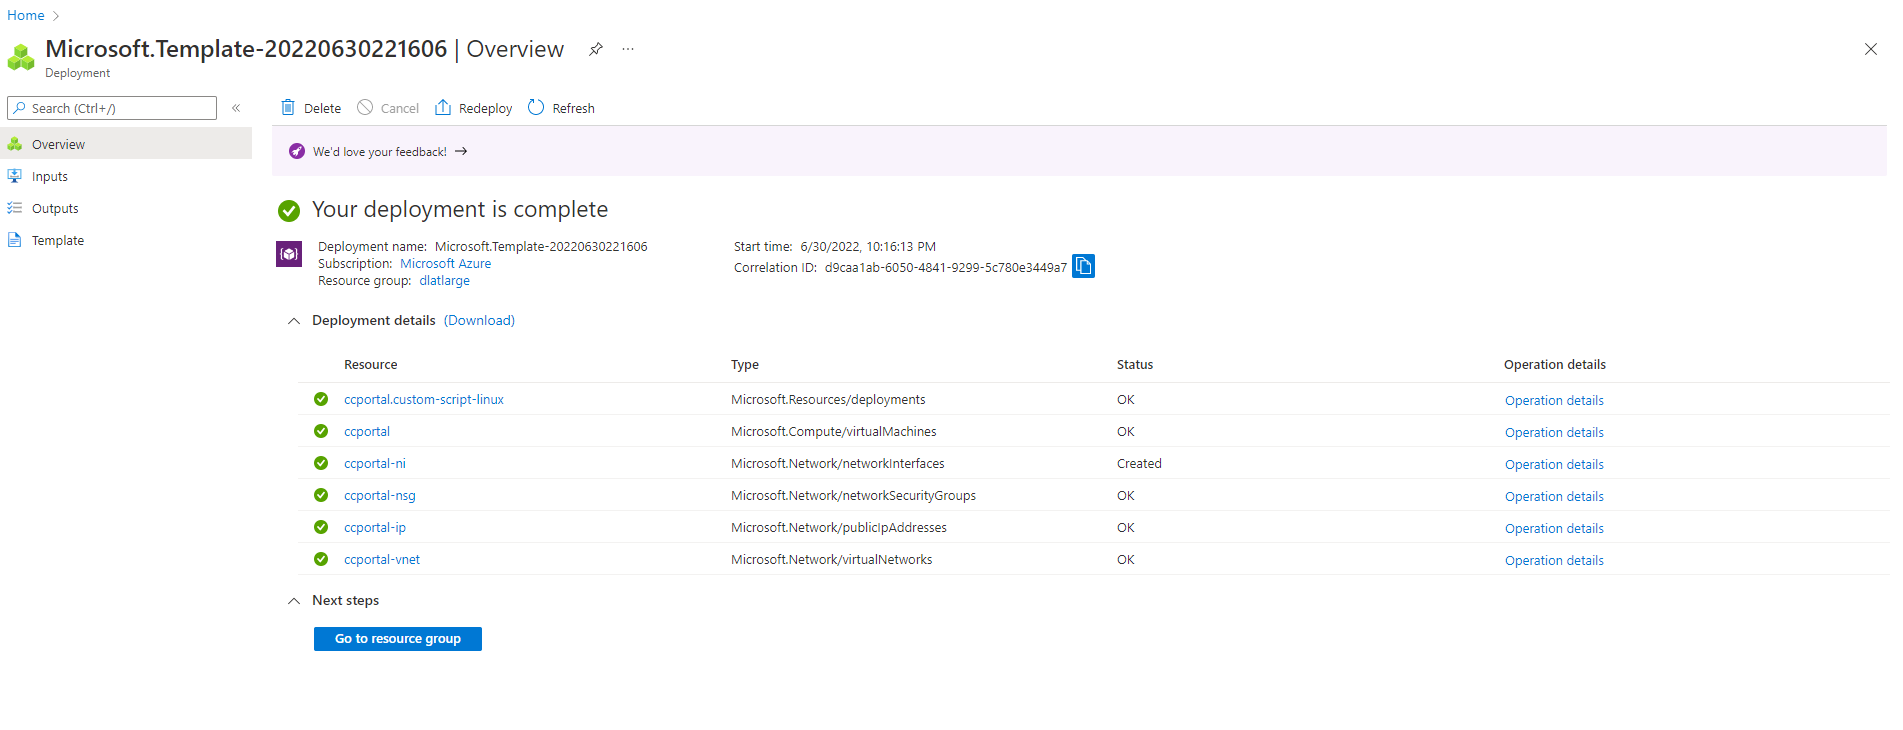 Home
Microsoft.Template-20220630221606 | Overview
Deployment
Search (Ctrl+/)
Overview
Inputs
Outputs
Template
Delete Cancel Redeploy Refresh
We'd love your feedback!
Your deployment is complete
Deployment name: Microsoft.Template-20220630221606
Subscription: Microsoft Azure
Resource group: dlatlarge
Start time: 6/30/2022, 10:16:13 PM
Correlation ID: d9caa1ab-6050-4841-9299-5c780e3449a7
Deployment details (Download)
Resource Type Status Operation details
ccportal.custom-script-linux Microsoft.Resources/deployments OK Operation details
ccportal Microsoft.Compute/virtualMachines OK Operation details
ccportal-ni Microsoft.Network/networkInterfaces Created Operation details
ccportal-nsg Microsoft.Network/networkSecurityGroups OK Operation details
ccportal-ip Microsoft.Network/publicIpAddresses OK Operation details
ccportal-vnet Microsoft.Network/virtualNetworks OK Operation details
Next steps
Go to resource group